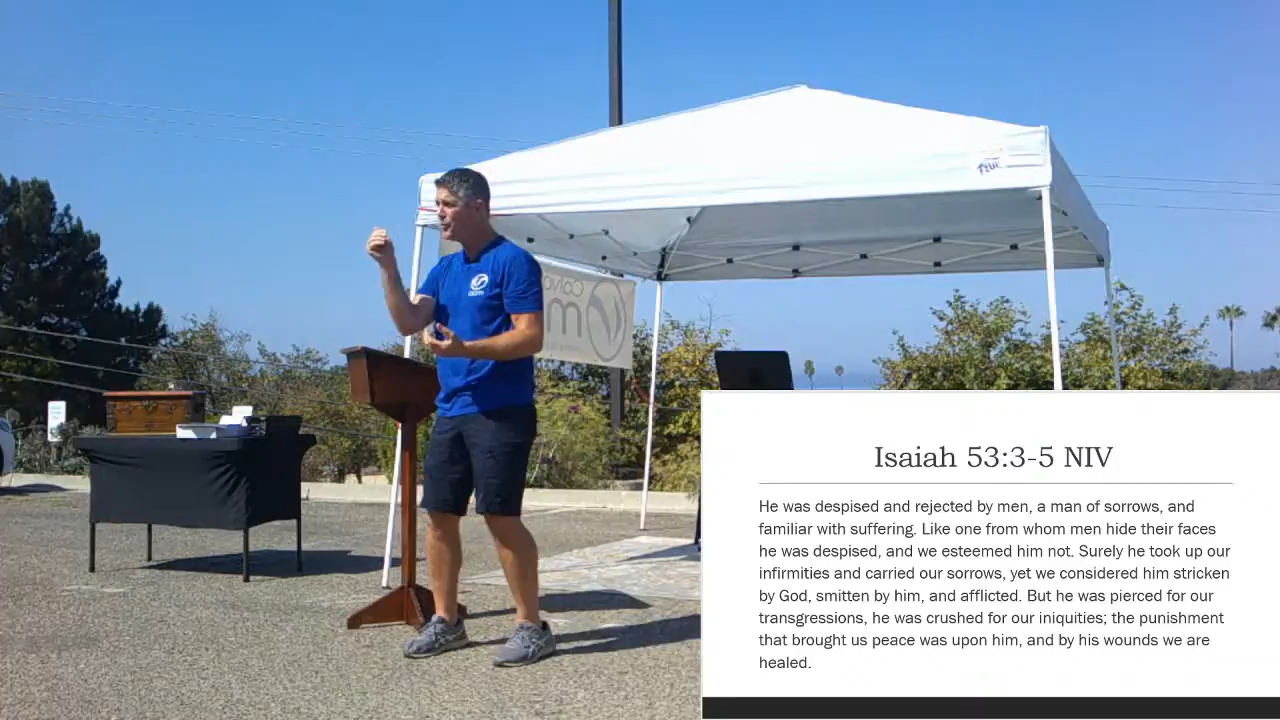 Isaiah 53:3-5 NIV
He was despised and rejected by men, a man of sorrows, and
familiar with suffering. Like one from whom men hide their faces
he was despised, and we esteemed him not. Surely he took up our
infirmities and carried our sorrows, yet we considered him stricken
by God, smitten by him, and afflicted. But he was pierced for our
transgressions, he was crushed for our iniquities; the punishment
that brought us peace was upon him, and by his wounds we are
healed.